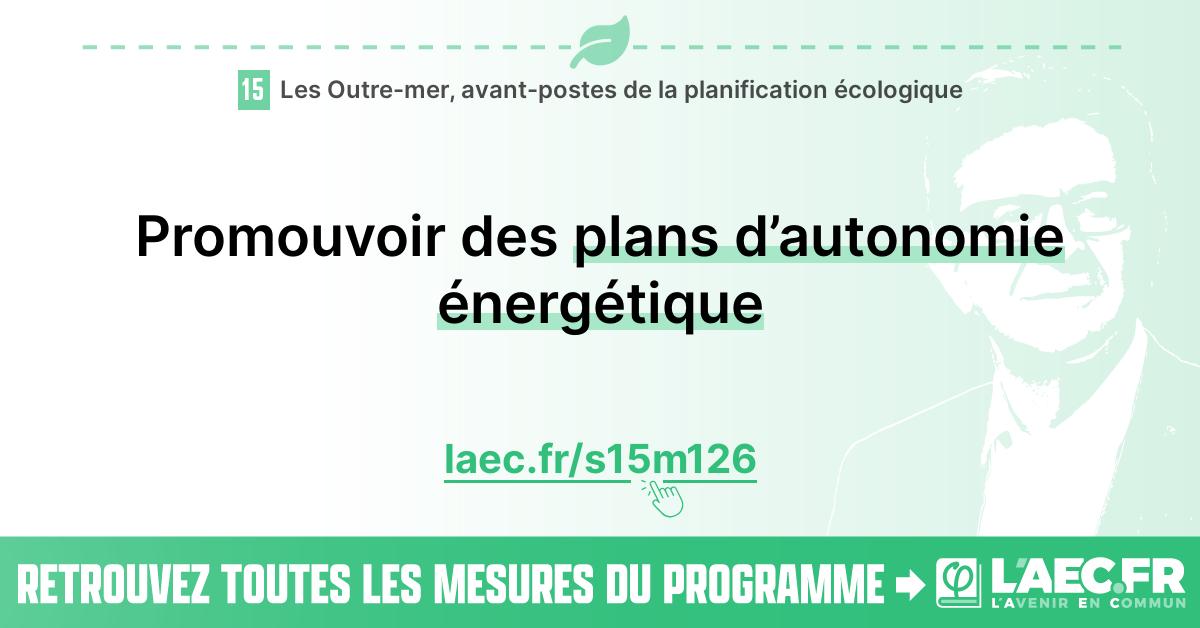 15 Les Outre-mer, avant-postes de la planification écologique
Promouvoir des plans d’autonomie
énergétique
laec.fr/s15m126
RETROUVEZ TOUTES LES MESURES DU PROGRAMME
φ
L'AEC.FR
L'AVENIR EN COMMUN